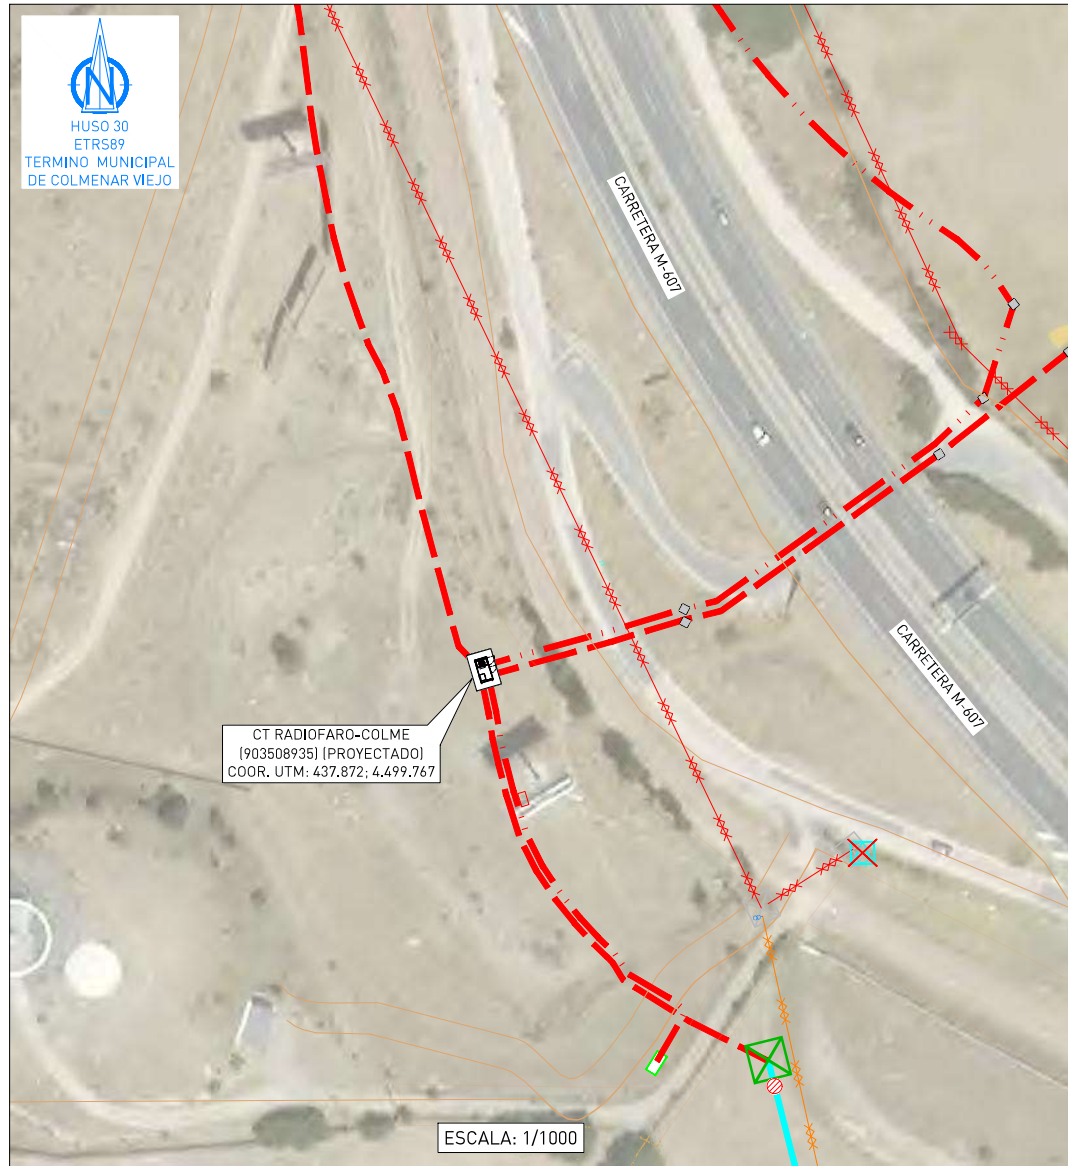 N
HUSO 30
ETRS89
TERMINO MUNICIPAL
DE COLMENAR VIEJO
CARRETERA M-607
CARRETERA M-607
CT RADIOFARO-COLME
(903508935) (PROYECTADO)
COOR. UTM: 437.872; 4.499.767
ESCALA: 1/1000